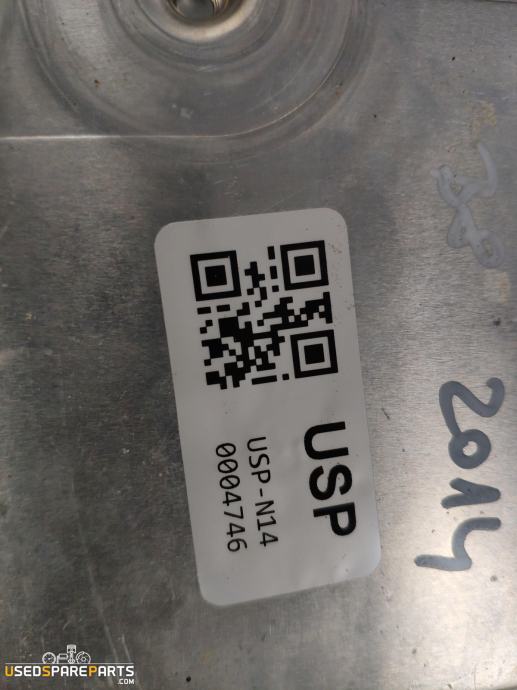 USP
USP-N14
0004746
2014
USEDSPAREPARTS
.COM